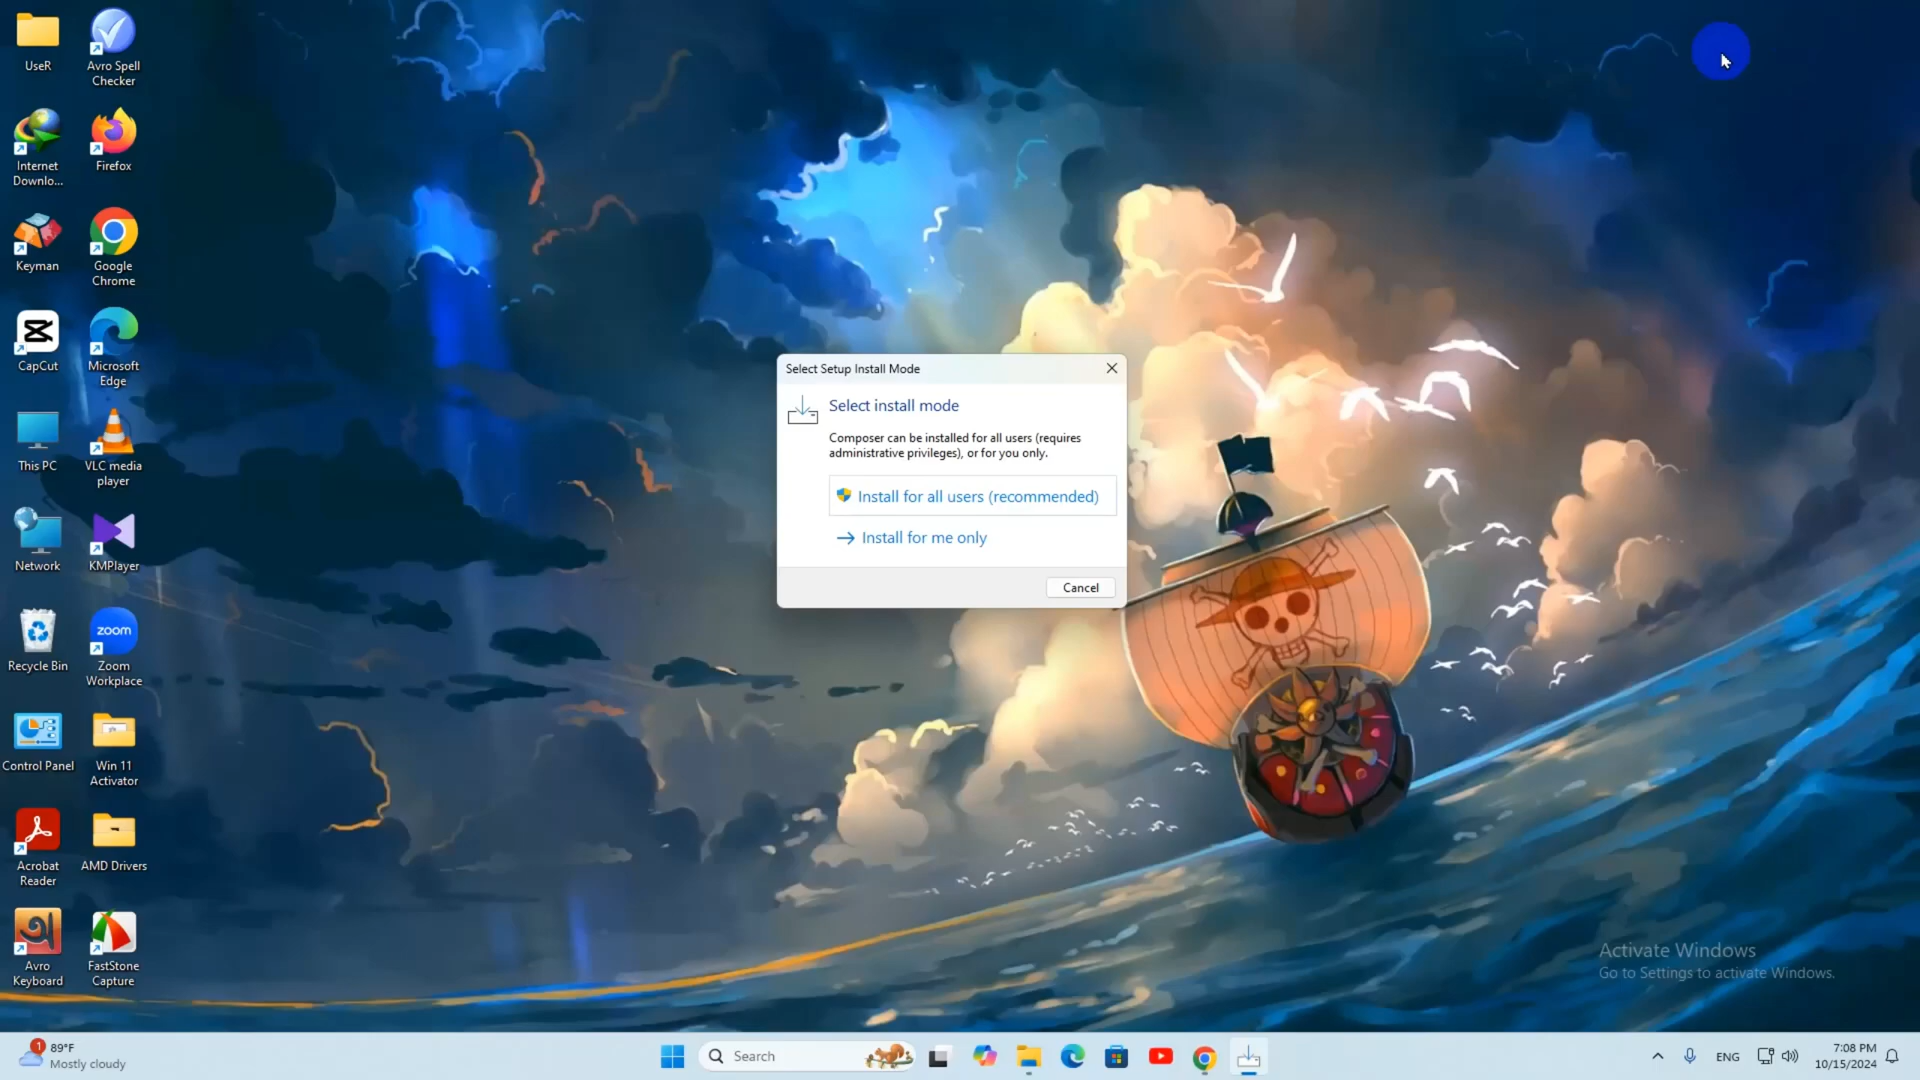 UseR
Avro Spell
Checker
Internet
Downlo...
Firefox
Keyman
Google
Chrome
CapCut
Microsoft
Edge
This PC
VLC media
player
Network
KMPlayer
Recycle Bin
zoom
Zoom
Workplace
Control Panel
Win 11
Activator
Acrobat
Reader
AMD Drivers
Avro
Keyboard
FastStone
Capture
Select Setup Install Mode
Select install mode
Composer can be installed for all users (requires
administrative privileges), or for you only.
Install for all users (recommended)
Install for me only
Cancel
Activate Windows
Go to Settings to activate Windows.
1
89°F
Mostly cloudy
Search
ENG
7:08 PM
10/15/2024